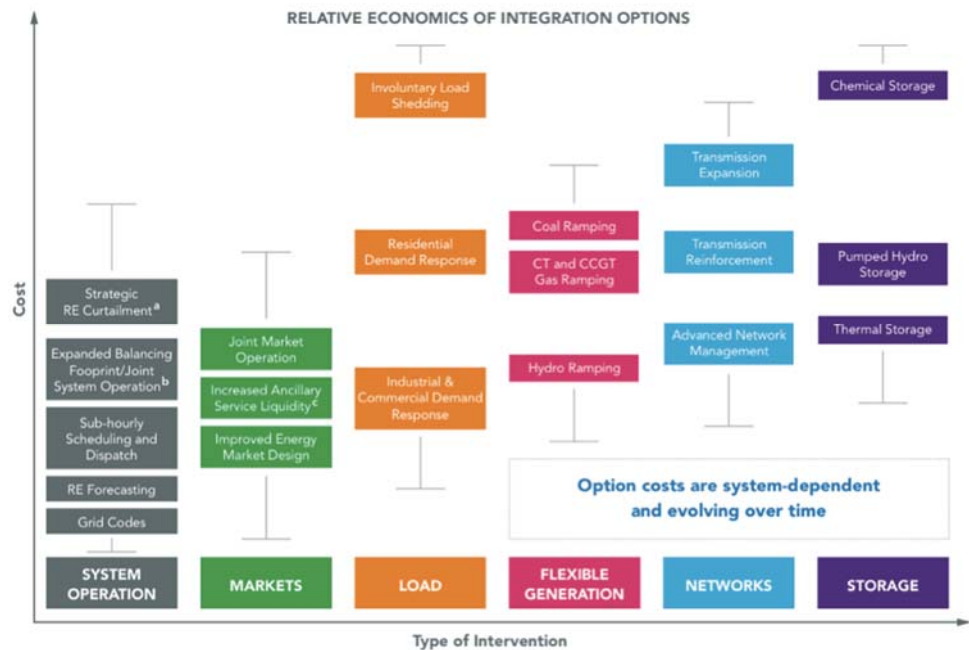 RELATIVE ECONOMICS OF INTEGRATION OPTIONS
Cost
Strategic
RE Curtailment a
Expanded Balancing
Fooprint/Joint
System Operation b
Sub-hourly
Scheduling and
Dispatch
RE Forecasting
Grid Codes
SYSTEM
OPERATION
Joint Market
Operation
Increased Ancillary
Service Liquidity c
Improved Energy
Market Design
MARKETS
Involuntary Load
Shedding
Residential
Demand Response
Industrial &
Commercial Demand
Response
LOAD
Coal Ramping
CT and CCGT
Gas Ramping
Hydro Ramping
FLEXIBLE
GENERATION
Transmission
Expansion
Transmission
Reinforcement
Advanced Network
Management
NETWORKS
Chemical Storage
Pumped Hydro
Storage
Thermal Storage
STORAGE
Option costs are system-dependent
and evolving over time
Type of Intervention